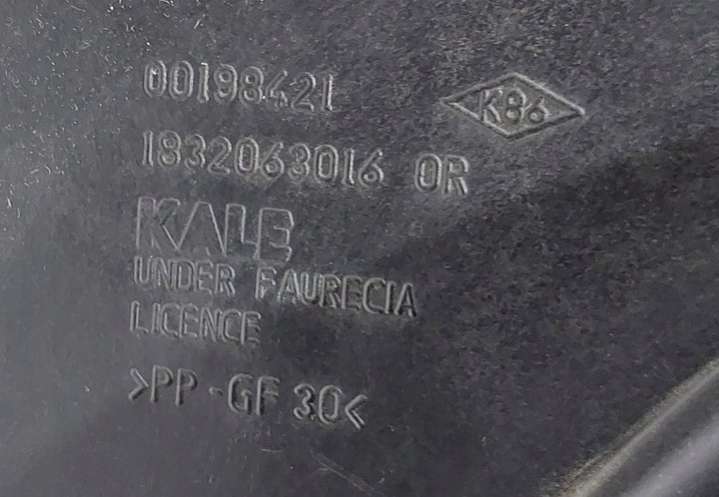 00198421
K86
1832063016 OR
KALE
UNDER FAURECIA
LICENCE
>PP-GF 30<